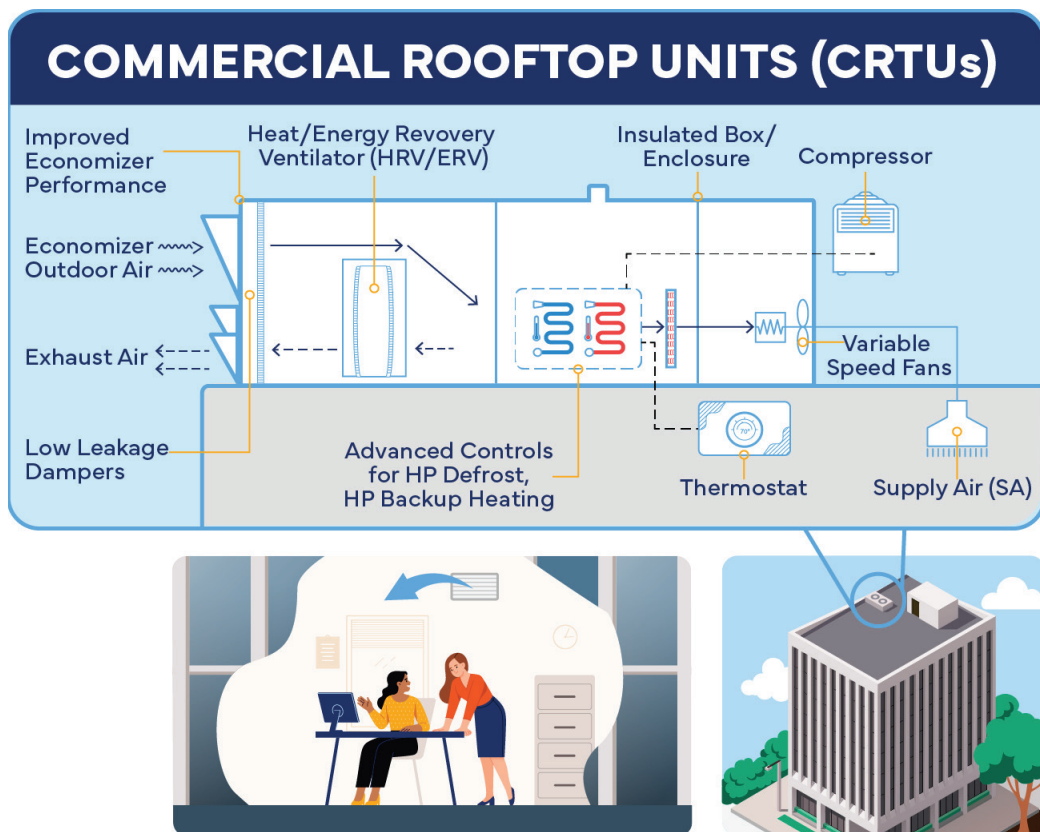 COMMERCIAL ROOFTOP UNITS (CRTUs)
Improved
Economizer
Performance
Heat/Energy Revovery
Ventilator (HRV/ERV)
Insulated Box/
Enclosure
Compressor
Economizer
Outdoor Air
Exhaust Air
Variable
Speed Fans
Low Leakage
Dampers
Advanced Controls
for HP Defrost,
HP Backup Heating
70°
Thermostat
Supply Air (SA)